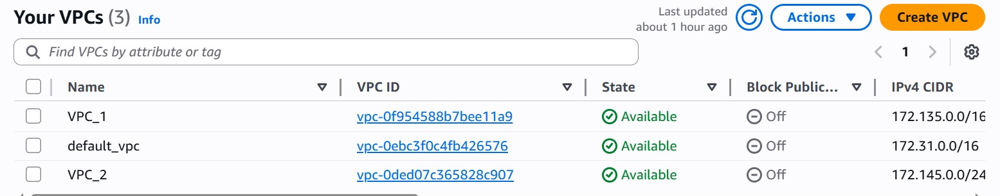 Your VPCs (3) Info
Last updated
about 1 hour ago
Actions
Create VPC
Find VPCs by attribute or tag
1
Name VPC ID State Block Public... IPv4 CIDR
VPC_1 vpc-0f954588b7bee11a9 Available Off 172.135.0.0/16
default_vpc vpc-0ebc3f0c4fb426576 Available Off 172.31.0.0/16
VPC_2 vpc-0ded07c365828c907 Available Off 172.145.0.0/24